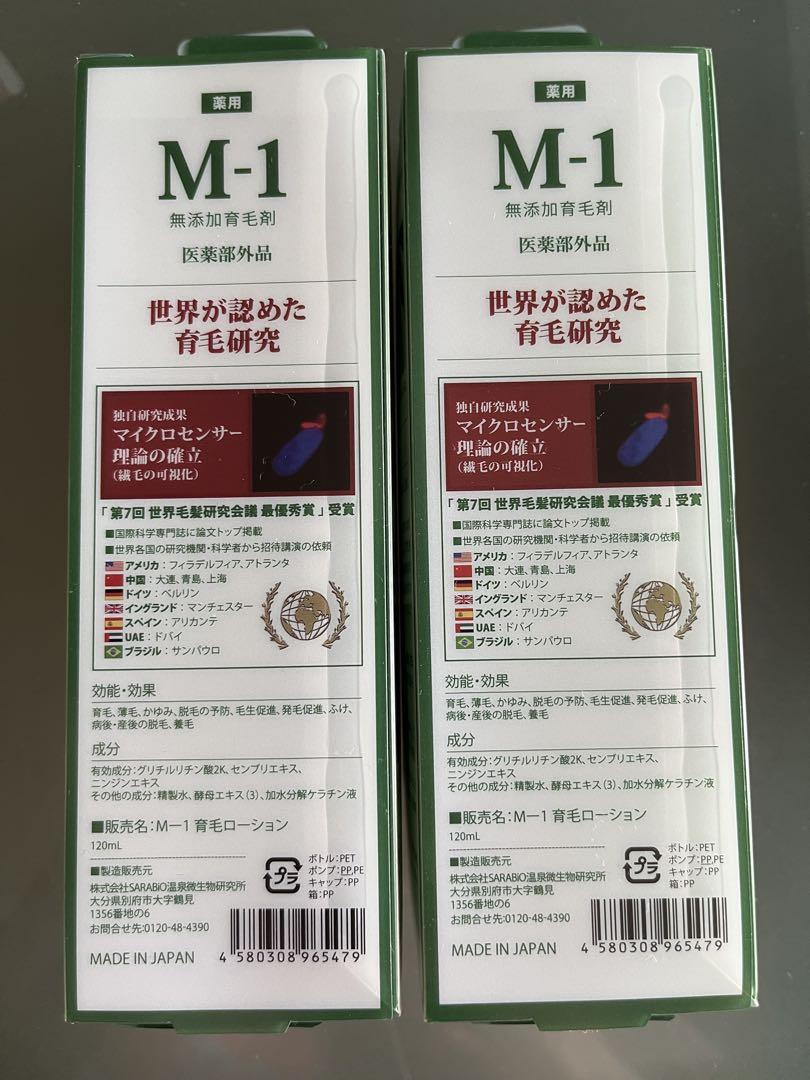 薬用
M-1
無添加育毛剤
医薬部外品
世界が認めた
育毛研究
独自研究成果
マイクロセンサー
理論の確立
(繊毛の可視化)
「第7回 世界毛髪研究会議 最優秀賞」受賞
■国際科学専門誌に論文トップ掲載
■世界各国の研究機関・科学者から招待講演の依頼
アメリカ：フィラデルフィア、アトランタ
中国：大連、青島、上海
ドイツ：ベルリン
イングランド：マンチェスター
スペイン：アリカンテ
UAE：ドバイ
ブラジル：サンパウロ
効能・効果
育毛、薄毛、かゆみ、脱毛の予防、毛生促進、発毛促進、ふけ、
病後・産後の脱毛、養毛
成分
有効成分：グリチルリチン酸2K、センブリエキス、
ニンジンエキス
その他の成分：精製水、酵母エキス（3）、加水分解ケラチン液
■販売名：M－1 育毛ローション
120mL
■製造販売元
株式会社SARABiO温泉微生物研究所
大分県別府市大字鶴見
1356番地の6
お問合せ先:0120-48-4390
MADE IN JAPAN
プラ
ボトル：PET
ポンプ：PP,PE
キャップ：PP
箱：PP
4 580308 965479
薬用
M-1
無添加育毛剤
医薬部外品
世界が認めた
育毛研究
独自研究成果
マイクロセンサー
理論の確立
(繊毛の可視化)
「第7回 世界毛髪研究会議 最優秀賞」受賞
■国際科学専門誌に論文トップ掲載
■世界各国の研究機関・科学者から招待講演の依頼
アメリカ：フィラデルフィア、アトランタ
中国：大連、青島、上海
ドイツ：ベルリン
イングランド：マンチェスター
スペイン：アリカンテ
UAE：ドバイ
ブラジル：サンパウロ
効能・効果
育毛、薄毛、かゆみ、脱毛の予防、毛生促進、発毛促進、ふけ、
病後・産後の脱毛、養毛
成分
有効成分：グリチルリチン酸2K、センブリエキス、
ニンジンエキス
その他の成分：精製水、酵母エキス（3）、加水分解ケラチン液
■販売名：M－1 育毛ローション
120mL
■製造販売元
株式会社SARABiO温泉微生物研究所
大分県別府市大字鶴見
1356番地の6
お問合せ先:0120-48-4390
MADE IN JAPAN
プラ
ボトル：PET
ポンプ：PP,PE
キャップ：PP
箱：PP
4 580308 965479